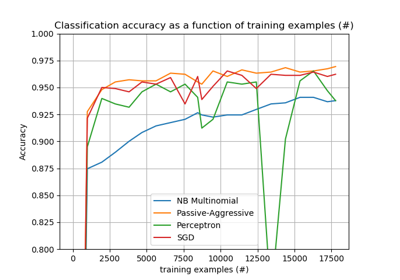 Classification accuracy as a function of training examples (#)
1.000
0.975
0.950
0.925
0.900
0.875
0.850
0.825
0.800
Accuracy
NB Multinomial
Passive-Aggressive
Perceptron
SGD
0 2500 5000 7500 10000 12500 15000 17500
training examples (#)